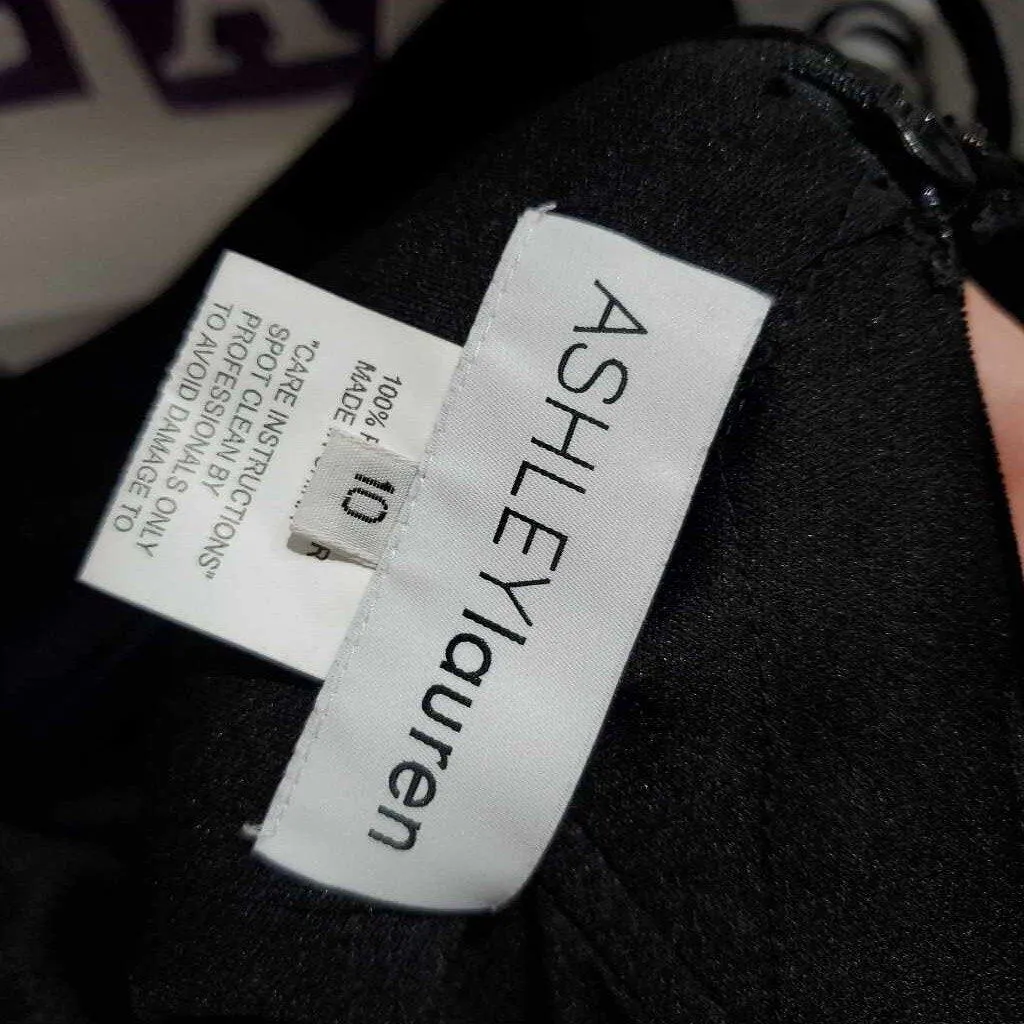 ASHLEYlauren
10
100%
MADE
"CARE INSTRUCTIONS"
SPOT CLEAN BY
PROFESSIONALS ONLY
TO AVOID DAMAGE TO